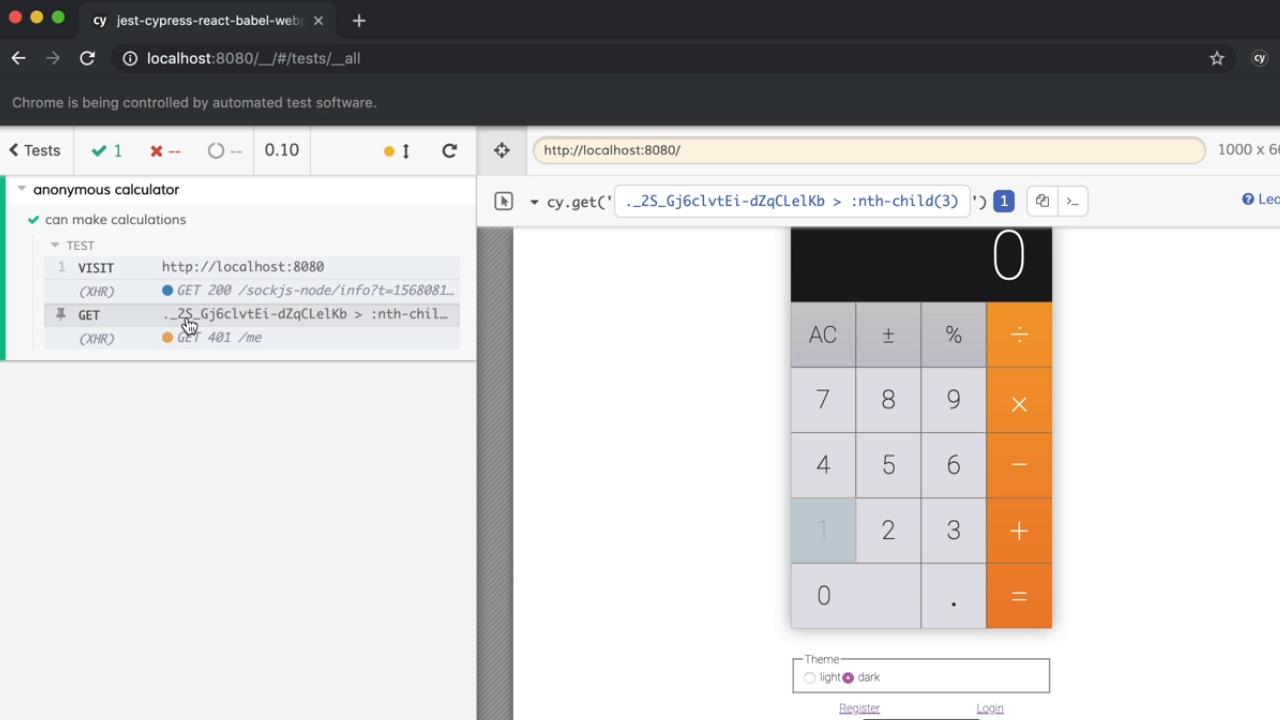 cy jest-cypress-react-babel-web
localhost:8080/__/#/tests/__all
cy
Chrome is being controlled by automated test software.
Tests
1
--
--
0.10
http://localhost:8080/
1000 x 6
anonymous calculator
can make calculations
TEST
1 VISIT http://localhost:8080
(XHR) GET 200 /sockjs-node/info?t=1568081…
GET ._2S_Gj6clvtEi-dZqCLelKb > :nth-chil…
(XHR) GET 401 /me
cy.get('._2S_Gj6clvtEi-dZqCLelKb > :nth-child(3)') 1
>_
Lea
0
AC ± % ÷
7 8 9 ×
4 5 6 −
1 2 3 +
0 . =
Theme
light dark
Register Login